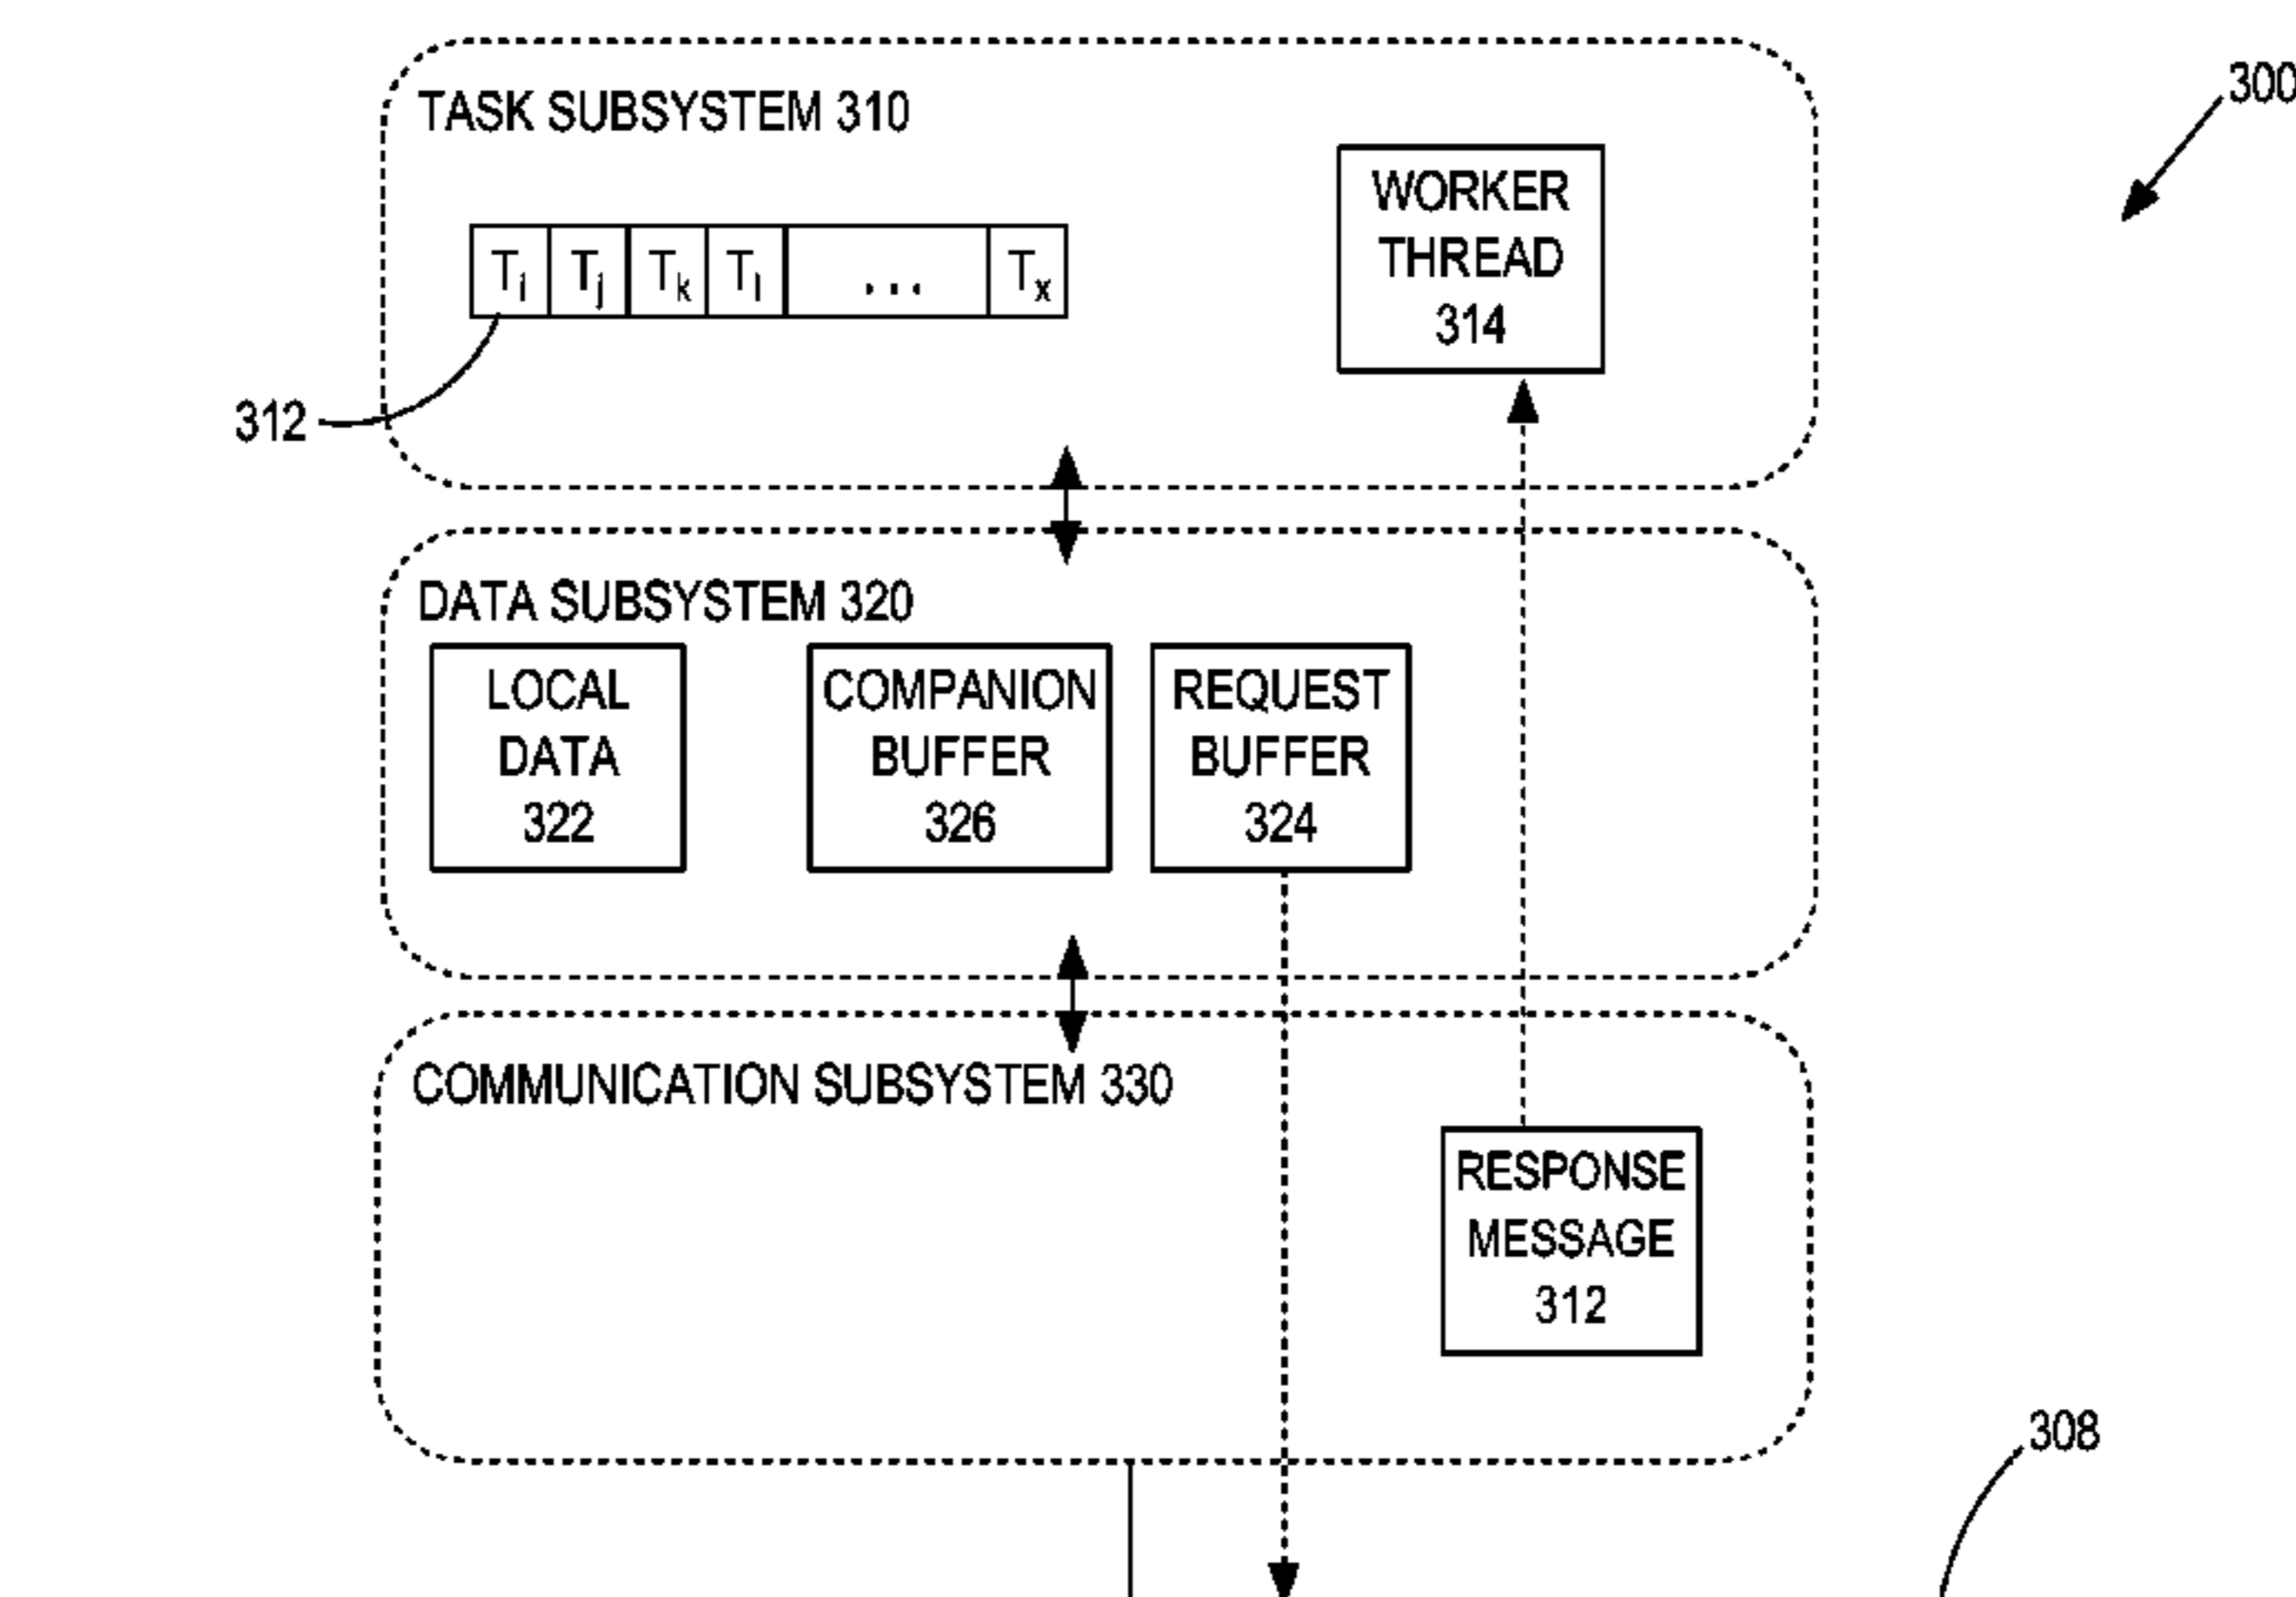 300
TASK SUBSYSTEM 310
WORKER
THREAD
314
Ti Tj Tk Tl ... Tx
312
DATA SUBSYSTEM 320
LOCAL
DATA
322
COMPANION
BUFFER
326
REQUEST
BUFFER
324
COMMUNICATION SUBSYSTEM 330
RESPONSE
MESSAGE
312
308